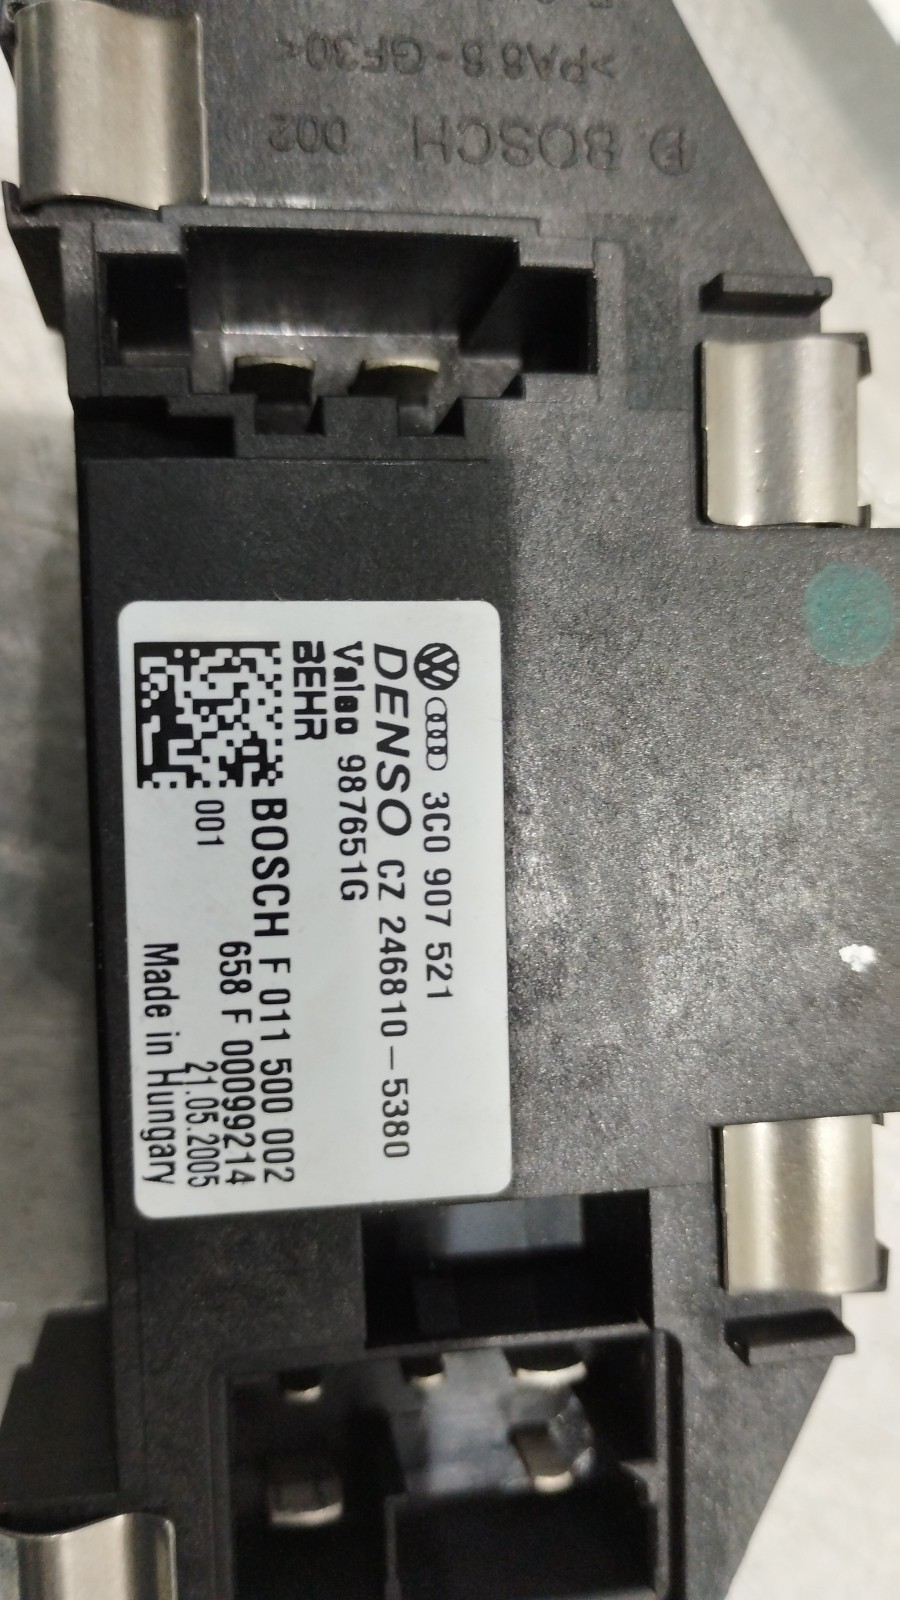 >PA6.6-GF30<
BOSCH 002
3C0 907 521
DENSO CZ 246810-5380
Valeo 987651G
BEHR
BOSCH F 011 500 002
001 658 F 00099214
21.05.2005
Made in Hungary